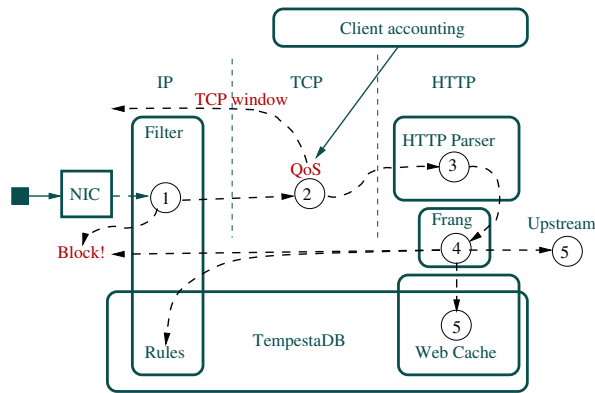 Client accounting
IP
TCP
HTTP
TCP window
Filter
HTTP Parser
QoS
3
NIC
1
2
Frang
Upstream
Block!
4
5
5
TempestaDB
Rules
Web Cache